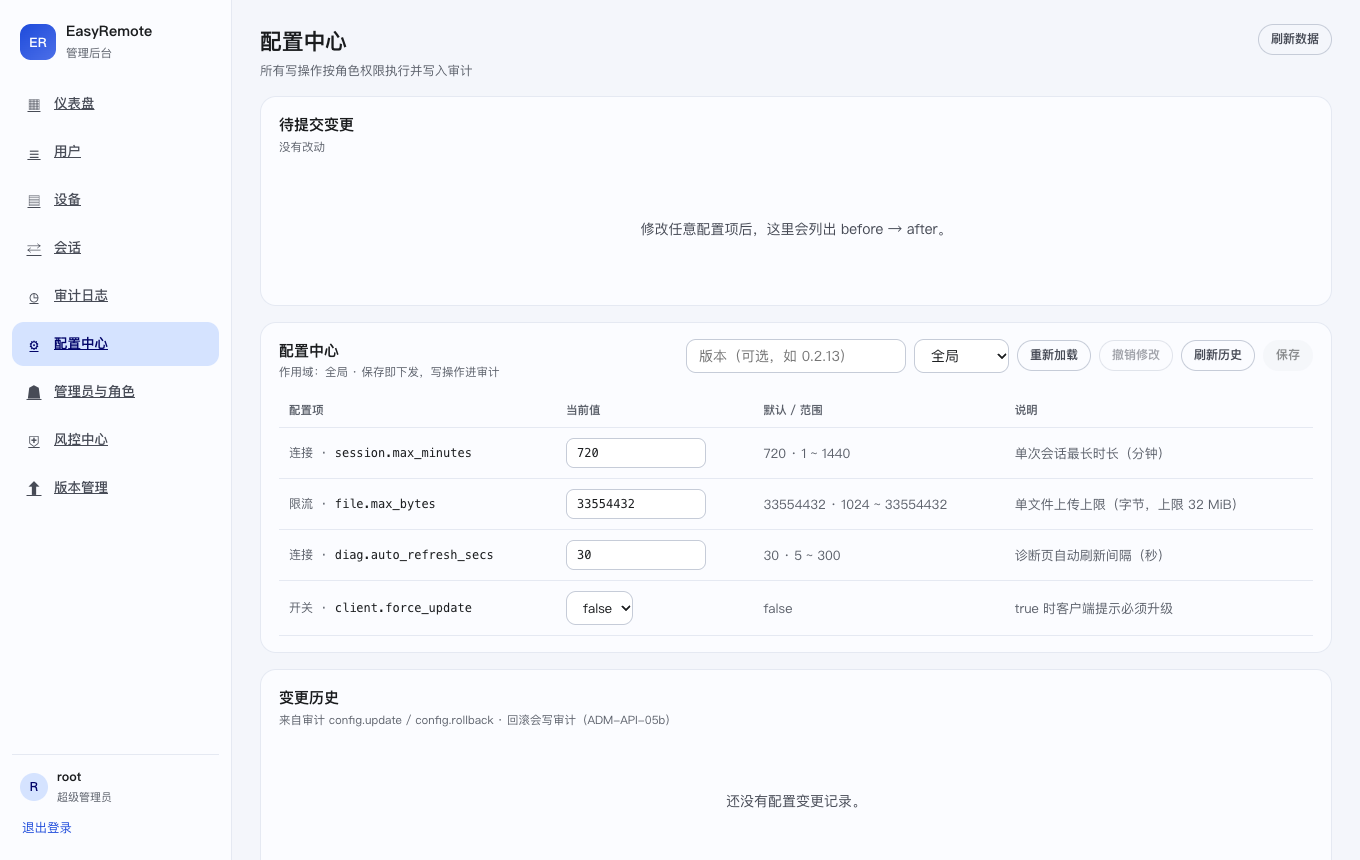 ER
EasyRemote
管理后台
仪表盘
用户
设备
会话
审计日志
配置中心
管理员与角色
风控中心
版本管理
R
root
超级管理员
退出登录
配置中心
所有写操作按角色权限执行并写入审计
刷新数据
待提交变更
没有改动
修改任意配置项后，这里会列出 before → after。
配置中心
作用域：全局 · 保存即下发，写操作进审计
版本（可选，如 0.2.13） 全局 重新加载 撤销修改 刷新历史 保存
配置项 当前值 默认 / 范围 说明
连接 · session.max_minutes 720 720 · 1 ~ 1440 单次会话最长时长（分钟）
限流 · file.max_bytes 33554432 33554432 · 1024 ~ 33554432 单文件上传上限（字节，上限 32 MiB）
连接 · diag.auto_refresh_secs 30 30 · 5 ~ 300 诊断页自动刷新间隔（秒）
开关 · client.force_update false false true 时客户端提示必须升级
变更历史
来自审计 config.update / config.rollback · 回滚会写审计（ADM-API-05b）
还没有配置变更记录。